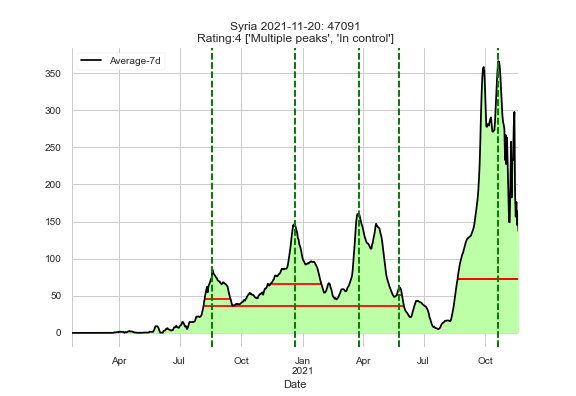 Syria 2021-11-20: 47091
Rating:4 ['Multiple peaks', 'In control']
Average-7d
350
300
250
200
150
100
50
0
Apr Jul Oct Jan Apr Jul Oct
2021
Date